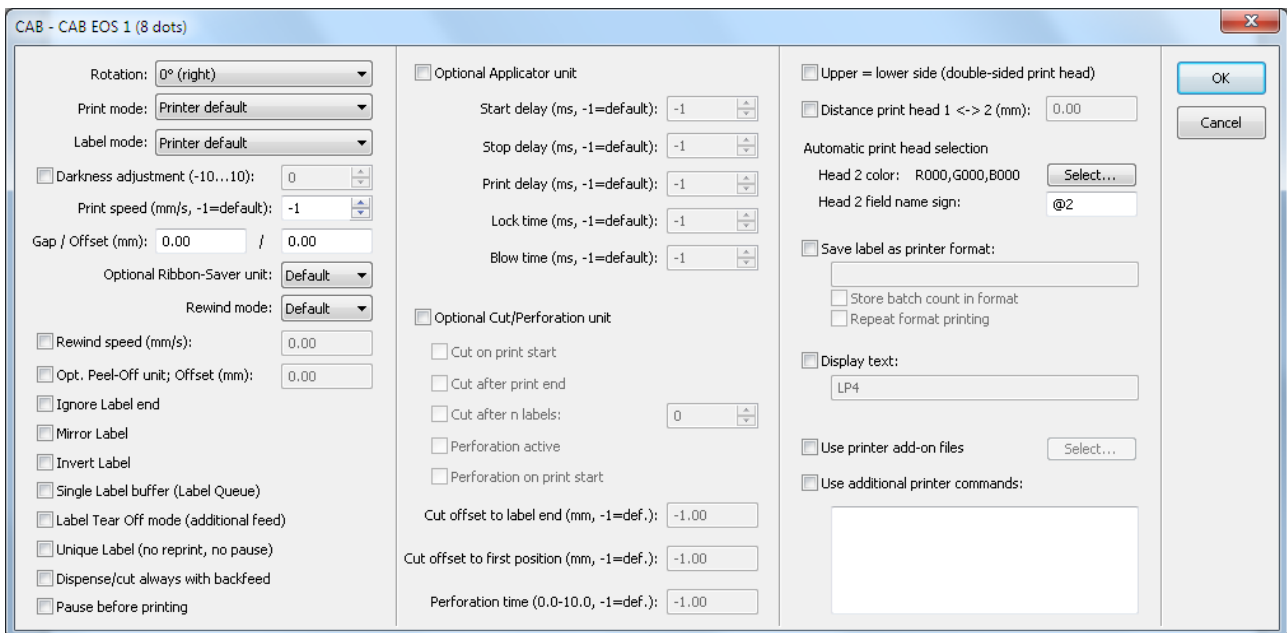 CAB - CAB EOS 1 (8 dots)
Rotation: 0° (right)
Print mode: Printer default
Label mode: Printer default
Darkness adjustment (-10...10): 0
Print speed (mm/s, -1=default): -1
Gap / Offset (mm): 0.00 / 0.00
Optional Ribbon-Saver unit: Default
Rewind mode: Default
Rewind speed (mm/s): 0.00
Opt. Peel-Off unit; Offset (mm): 0.00
Ignore Label end
Mirror Label
Invert Label
Single Label buffer (Label Queue)
Label Tear Off mode (additional feed)
Unique Label (no reprint, no pause)
Dispense/cut always with backfeed
Pause before printing
Optional Applicator unit
Start delay (ms, -1=default): -1
Stop delay (ms, -1=default): -1
Print delay (ms, -1=default): -1
Lock time (ms, -1=default): -1
Blow time (ms, -1=default): -1
Optional Cut/Perforation unit
Cut on print start
Cut after print end
Cut after n labels: 0
Perforation active
Perforation on print start
Cut offset to label end (mm, -1=def.): -1.00
Cut offset to first position (mm, -1=def.): -1.00
Perforation time (0.0-10.0, -1=def.): -1.00
Upper = lower side (double-sided print head)
Distance print head 1 <-> 2 (mm): 0.00
Automatic print head selection
Head 2 color: R000,G000,B000 Select...
Head 2 field name sign: @2
Save label as printer format:
Store batch count in format
Repeat format printing
Display text:
LP4
Use printer add-on files Select...
Use additional printer commands:
OK
Cancel